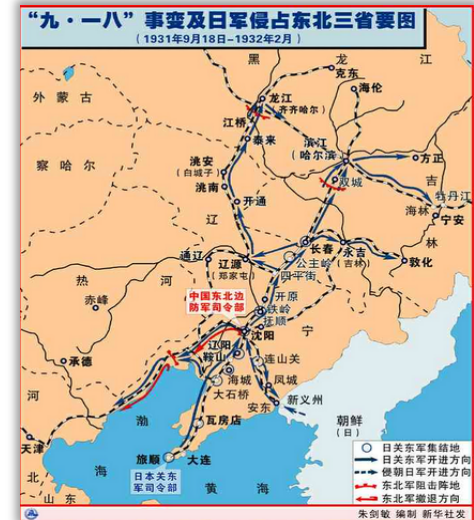 “九·一八”事变及日军侵占东北三省要图
（1931年9月18日-1932年2月）
黑
龙
江
克东
海伦
外蒙古
龙江
（齐齐哈尔）
江桥
泰来
滨江
（哈尔滨）
方正
察哈尔
洮安
（白城子）
洮南
双城
吉
牡丹江
海林
宁安
辽
开通
林
长春
永吉
（吉林）
敦化
通辽
辽源
（郑家屯）
公主岭
四平街
热
河
赤峰
中国东北边
防军司令部
开原
铁岭
抚顺
宁
沈阳
承德
辽阳
鞍山
连山关
海城
凤城
大石桥
河
安东
新义州
渤
瓦房店
朝鲜
（日）
天津
旅顺
大连
北
海
黄海
山东
日本关东
军司令部
日关东军集结地
日关东军开进方向
侵朝日军开进方向
东北军阻击阵地
东北军撤退方向
朱剑敏 编制 新华社发